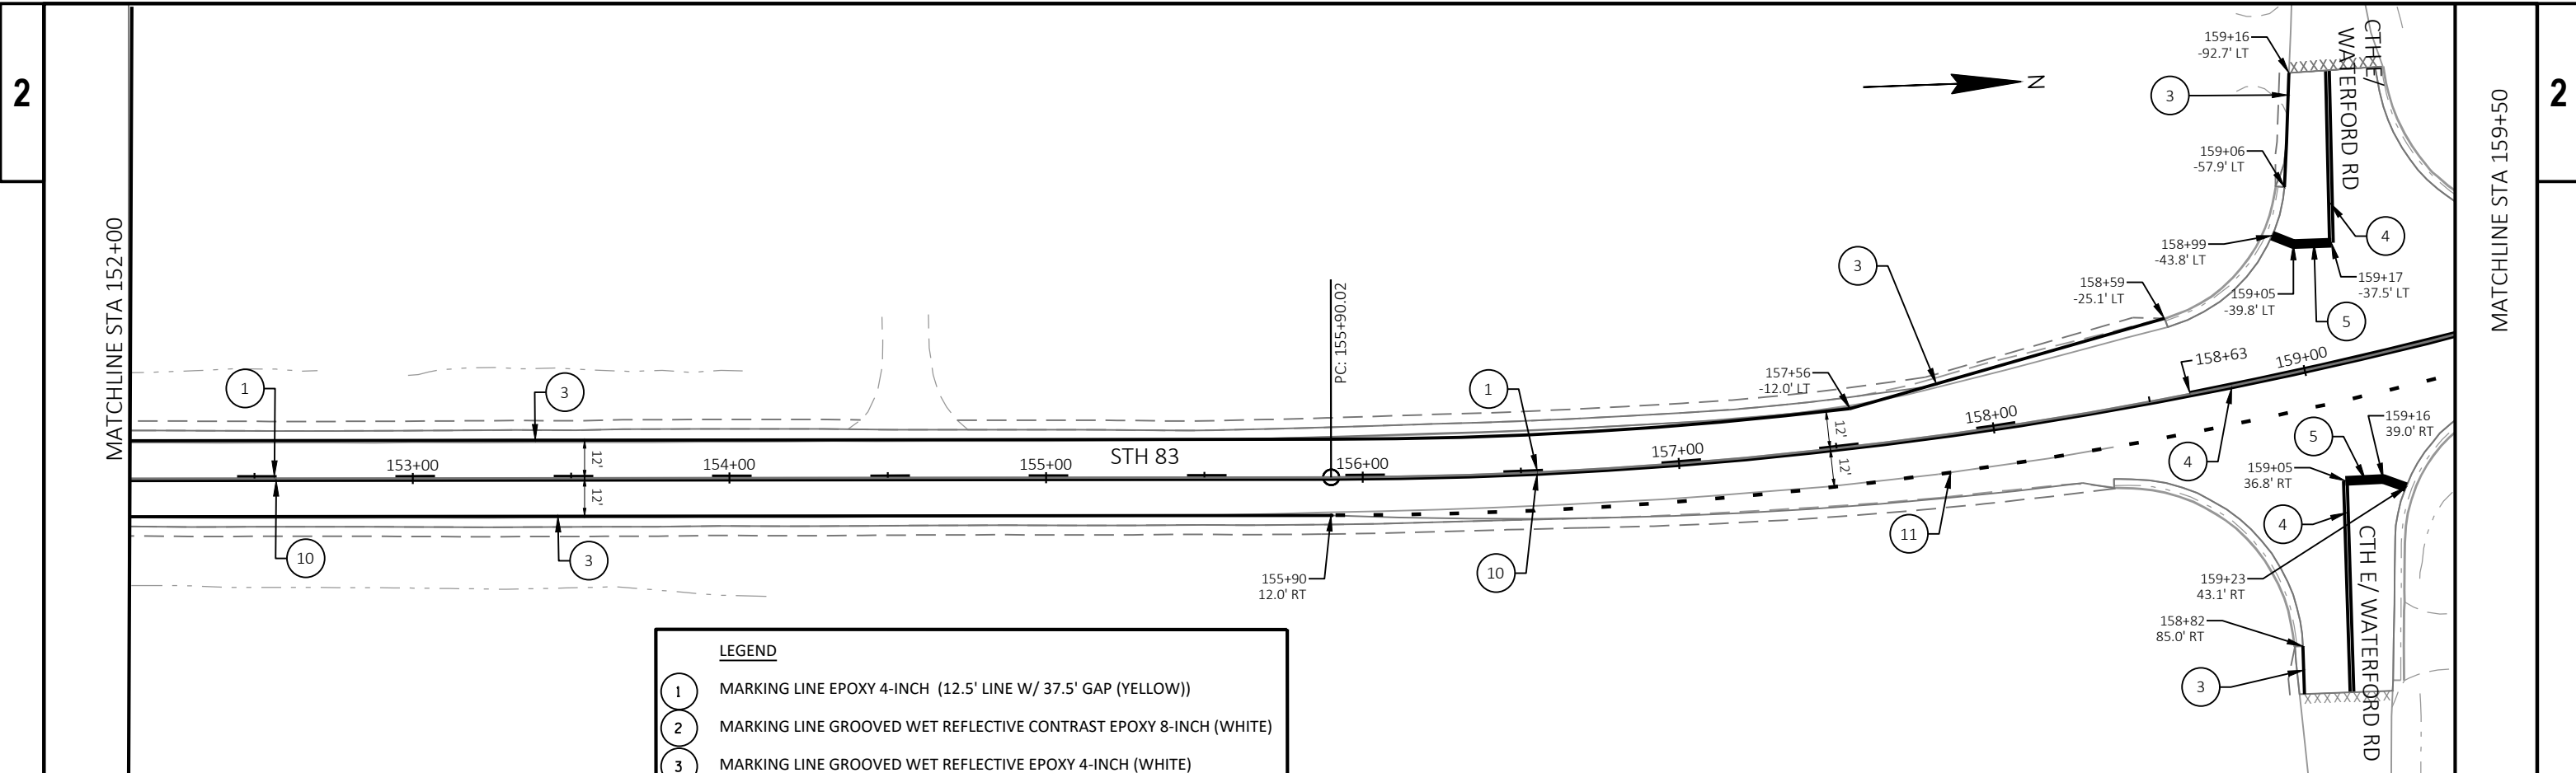 2
2
MATCHLINE STA 152+00
MATCHLINE STA 159+50
N
159+16
-92.7' LT
CTH E/
WATERFORD RD
3
159+06
-57.9' LT
4
158+99
-43.8' LT
159+17
-37.5' LT
159+05
-39.8' LT
5
3
158+59
-25.1' LT
PC: 155+90.02
1
3
1
157+56
-12.0' LT
158+63
159+00
12'
12'
153+00
154+00
155+00
STH 83
156+00
157+00
158+00
12'
12'
4
5
159+16
39.0' RT
159+05
36.8' RT
4
10
3
155+90
12.0' RT
10
11
159+23
43.1' RT
CTH E/ WATERFORD RD
158+82
85.0' RT
3
LEGEND
1 MARKING LINE EPOXY 4-INCH (12.5' LINE W/ 37.5' GAP (YELLOW))
2 MARKING LINE GROOVED WET REFLECTIVE CONTRAST EPOXY 8-INCH (WHITE)
3 MARKING LINE GROOVED WET REFLECTIVE EPOXY 4-INCH (WHITE)